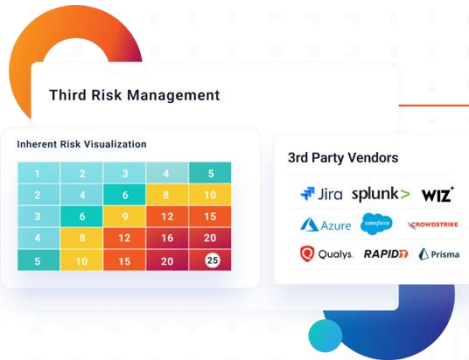 Third Risk Management
Inherent Risk Visualization
1 2 3 4 5
2 4 6 8 10
3 6 9 12 15
4 8 12 16 20
5 10 15 20 25
3rd Party Vendors
Jira splunk> WIZ
Azure salesforce CROWDSTRIKE
Qualys. RAPID7 Prisma